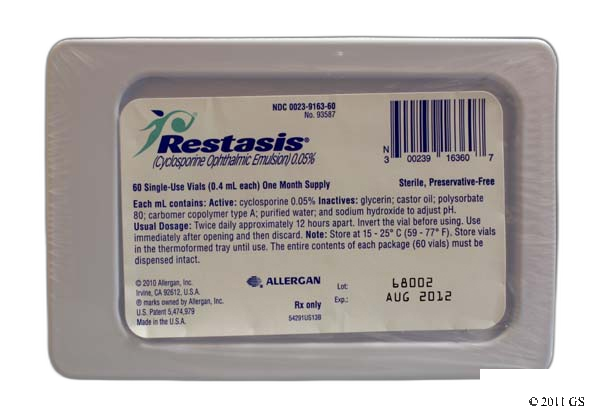 NDC 0023-9163-60
No. 93587
Restasis®
(Cyclosporine Ophthalmic Emulsion) 0.05%
N
3 00239 16360 7
60 Single-Use Vials (0.4 mL each) One Month Supply
Sterile, Preservative-Free
Each mL contains: Active: cyclosporine 0.05% Inactives: glycerin; castor oil; polysorbate
80; carbomer copolymer type A; purified water; and sodium hydroxide to adjust pH.
Usual Dosage: Twice daily approximately 12 hours apart. Invert the vial before using. Use
immediately after opening and then discard. Note: Store at 15 - 25° C (59 - 77° F). Store vials
in the thermoformed tray until use. The entire contents of each package (60 vials) must be
dispensed intact.
© 2010 Allergan, Inc.
Irvine, CA 92612, U.S.A.
® marks owned by Allergan, Inc.
U.S. Patent 5,474,979
Made in the U.S.A.
ALLERGAN
Rx only
54291US13B
Lot: 68002
Exp.: AUG 2012
© 2011 GS